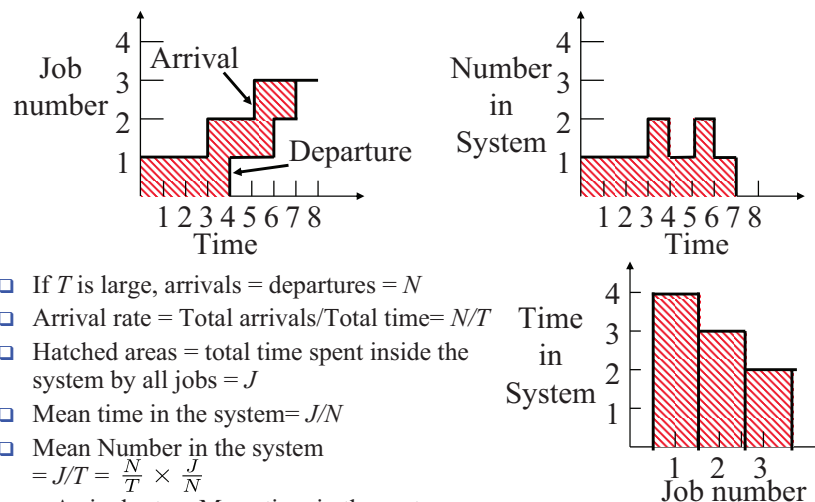 4
3
2
1
Job
number
Arrival
Departure
1 2 3 4 5 6 7 8
Time
4
3
2
1
Number
in
System
1 2 3 4 5 6 7 8
Time
If T is large, arrivals = departures = N
Arrival rate = Total arrivals/Total time= N/T
Hatched areas = total time spent inside the
system by all jobs = J
Mean time in the system= J/N
Mean Number in the system
= J/T = N/T × J/N
4
3
2
1
Time
in
System
1 2 3
Job number